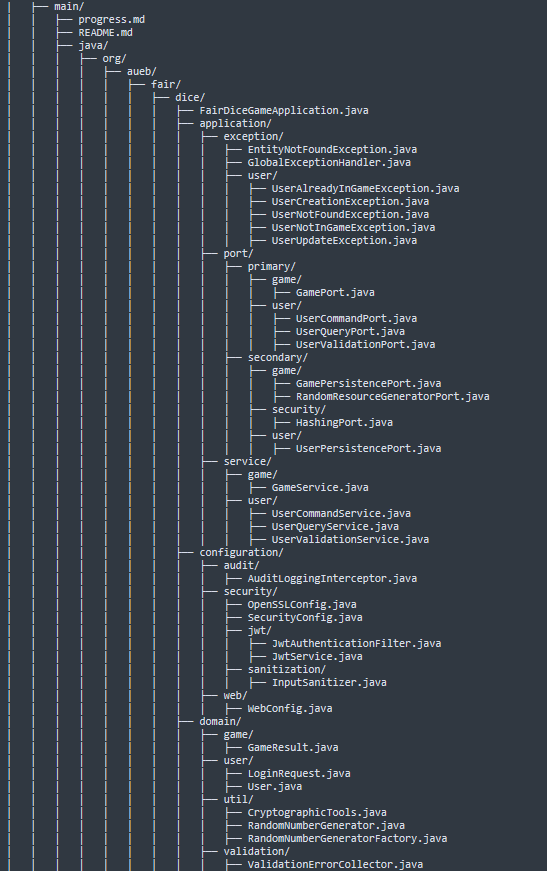 main/
progress.md
README.md
java/
org/
aueb/
fair/
dice/
FairDiceGameApplication.java
application/
exception/
EntityNotFoundException.java
GlobalExceptionHandler.java
user/
UserAlreadyInGameException.java
UserCreationException.java
UserNotFoundException.java
UserNotInGameException.java
UserUpdateException.java
port/
primary/
game/
GamePort.java
user/
UserCommandPort.java
UserQueryPort.java
UserValidationPort.java
secondary/
game/
GamePersistencePort.java
RandomResourceGeneratorPort.java
security/
HashingPort.java
user/
UserPersistencePort.java
service/
game/
GameService.java
user/
UserCommandService.java
UserQueryService.java
UserValidationService.java
configuration/
audit/
AuditLoggingInterceptor.java
security/
OpenSSLConfig.java
SecurityConfig.java
jwt/
JwtAuthenticationFilter.java
JwtService.java
sanitization/
InputSanitizer.java
web/
WebConfig.java
domain/
game/
GameResult.java
user/
LoginRequest.java
User.java
util/
CryptographicTools.java
RandomNumberGenerator.java
RandomNumberGeneratorFactory.java
validation/
ValidationErrorCollector.java